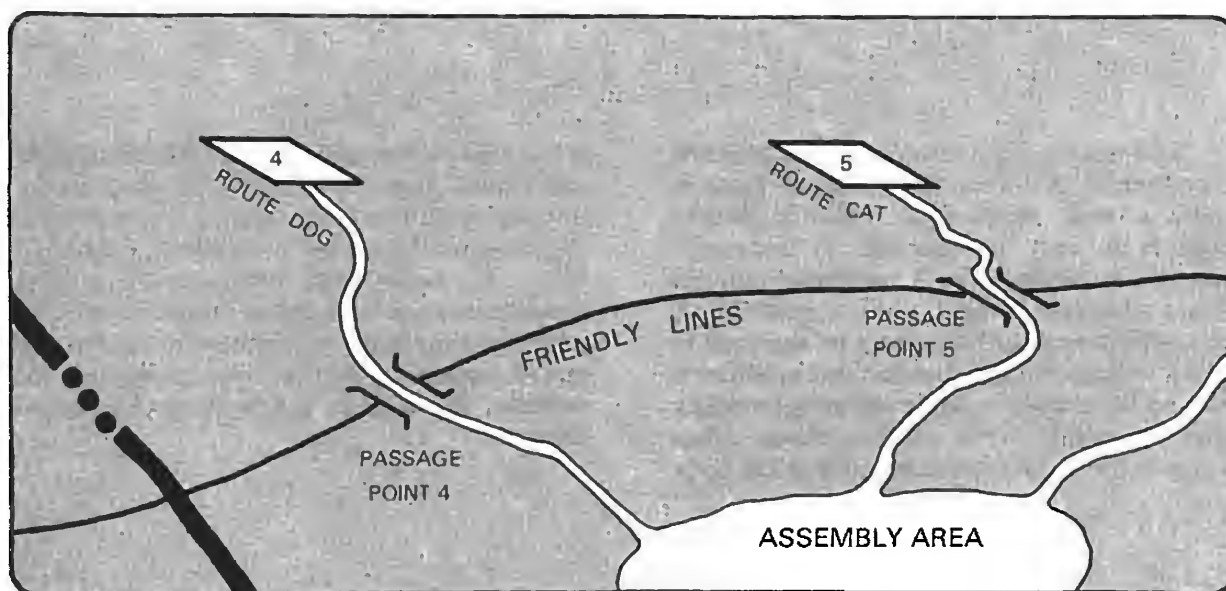 4
ROUTE DOG
5
ROUTE CAT
FRIENDLY LINES
PASSAGE
POINT 5
PASSAGE
POINT 4
ASSEMBLY AREA